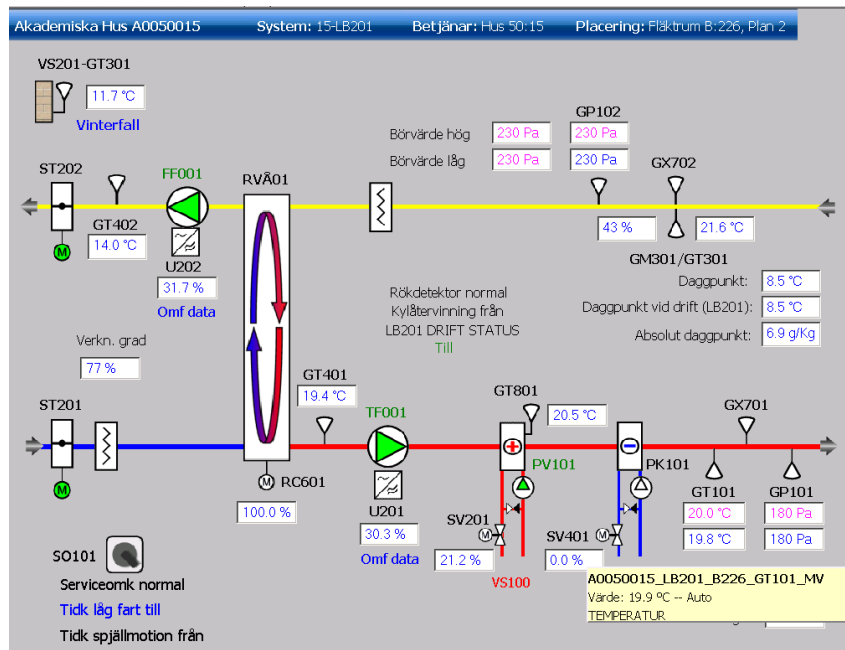 Akademiska Hus A0050015 System: 15-LB201 Betjänar: Hus 50:15 Placering: Fläktrum B:226, Plan 2
VS201-GT301
11.7 °C
Vinterfall
GP102
Börvärde hög 230 Pa 230 Pa
Börvärde låg 230 Pa 230 Pa
ST202
FF001
RVÅ01
GX702
GT402
14.0 °C
M
U202
31.7 %
Omf data
43 % 21.6 °C
GM301/GT301
Daggpunkt: 8.5 °C
Daggpunkt vid drift (LB201): 8.5 °C
Absolut daggpunkt: 6.9 g/Kg
Rökdetektor normal
Kylåtervinning från
LB201 DRIFT STATUS
Till
Verkn. grad
77 %
GT401
19.4 °C
ST201
TF001
GT801
20.5 °C
GX701
M
M RC601
100.0 %
U201
30.3 %
Omf data
PV101
PK101
SV201
M
21.2 %
VS100
SV401
M
0.0 %
GT101
20.0 °C
19.8 °C
GP101
180 Pa
180 Pa
SO101
Serviceomk normal
Tidk låg fart till
Tidk spjällmotion från
A0050015_LB201_B226_GT101_MV
Värde: 19.9 ºC -- Auto
TEMPERATUR